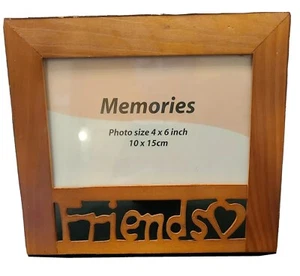 Memories
Photo size 4 x 6 inch
10 x 15cm
Friends